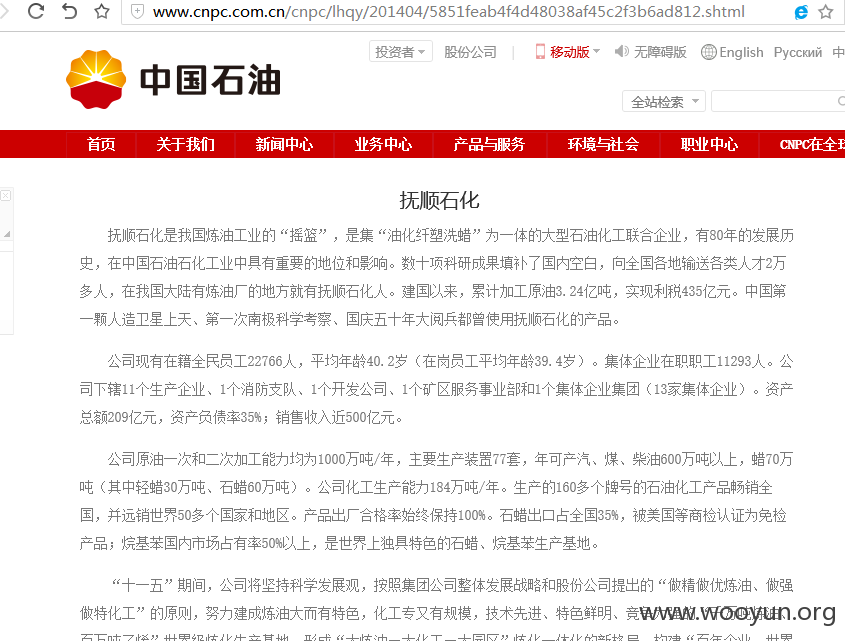 www.cnpc.com.cn/cnpc/lhqy/201404/5851feab4f4d48038af45c2f3b6ad812.shtml
投资者 股份公司 | 移动版 无障碍版 English Русский 中
中国石油
全站检索
首页 关于我们 新闻中心 业务中心 产品与服务 环境与社会 职业中心 CNPC在全球
抚顺石化
抚顺石化是我国炼油工业的“摇篮”，是集“油化纤塑洗蜡”为一体的大型石油化工联合企业，有80年的发展历
史，在中国石油石化工业中具有重要的地位和影响。数十项科研成果填补了国内空白，向全国各地输送各类人才2万
多人，在我国大陆有炼油厂的地方就有抚顺石化人。建国以来，累计加工原油3.24亿吨，实现利税435亿元。中国第
一颗人造卫星上天、第一次南极科学考察、国庆五十年大阅兵都曾使用抚顺石化的产品。
公司现有在籍全民员工22766人，平均年龄40.2岁（在岗员工平均年龄39.4岁）。集体企业在职职工11293人。公
司下辖11个生产企业、1个消防支队、1个开发公司、1个矿区服务事业部和1个集体企业集团（13家集体企业）。资产
总额209亿元，资产负债率35%；销售收入近500亿元。
公司原油一次和二次加工能力均为1000万吨/年，主要生产装置77套，年可产汽、煤、柴油600万吨以上，蜡70万
吨（其中轻蜡30万吨、石蜡60万吨）。公司化工生产能力184万吨/年。生产的160多个牌号的石油化工产品畅销全
国，并远销世界50多个国家和地区。产品出厂合格率始终保持100%。石蜡出口占全国35%，被美国等商检认证为免检
产品；烷基苯国内市场占有率50%以上，是世界上独具特色的石蜡、烷基苯生产基地。
“十一五”期间，公司将坚持科学发展观，按照集团公司整体发展战略和股份公司提出的“做精做优炼油、做强
做特化工”的原则，努力建成炼油大而有特色，化工专又有规模，技术先进、特色鲜明、竞
www.wooyun.org